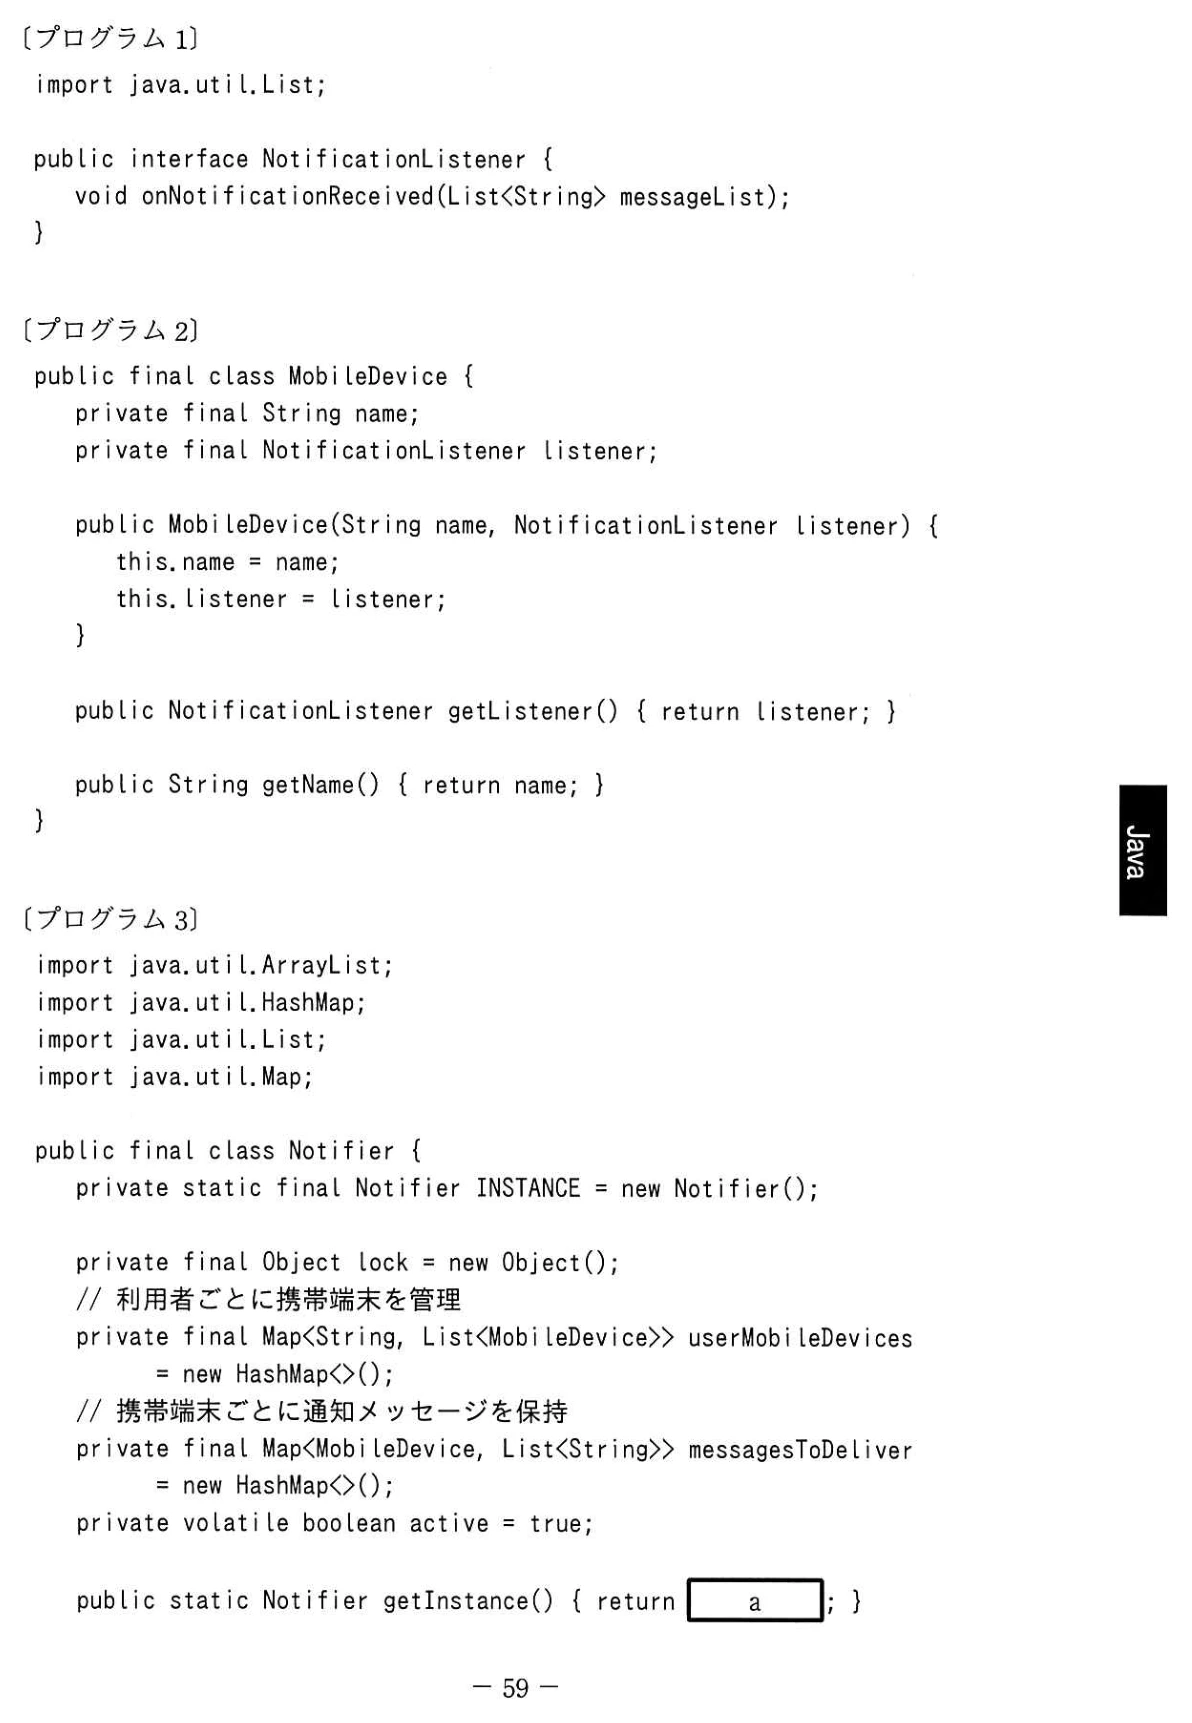 〔プログラム 1〕
import java.util.List;
public interface NotificationListener {
void onNotificationReceived(List<String> messageList);
}
〔プログラム 2〕
public final class MobileDevice {
private final String name;
private final NotificationListener listener;
public MobileDevice(String name, NotificationListener listener) {
this.name = name;
this.listener = listener;
}
public NotificationListener getListener() { return listener; }
public String getName() { return name; }
}
Java
〔プログラム 3〕
import java.util.ArrayList;
import java.util.HashMap;
import java.util.List;
import java.util.Map;
public final class Notifier {
private static final Notifier INSTANCE = new Notifier();
private final Object lock = new Object();
// 利用者ごとに携帯端末を管理
private final Map<String, List<MobileDevice>> userMobileDevices
= new HashMap<>();
// 携帯端末ごとに通知メッセージを保持
private final Map<MobileDevice, List<String>> messagesToDeliver
= new HashMap<>();
private volatile boolean active = true;
public static Notifier getInstance() { return a ; }
－ 59 －